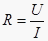 R = U/I